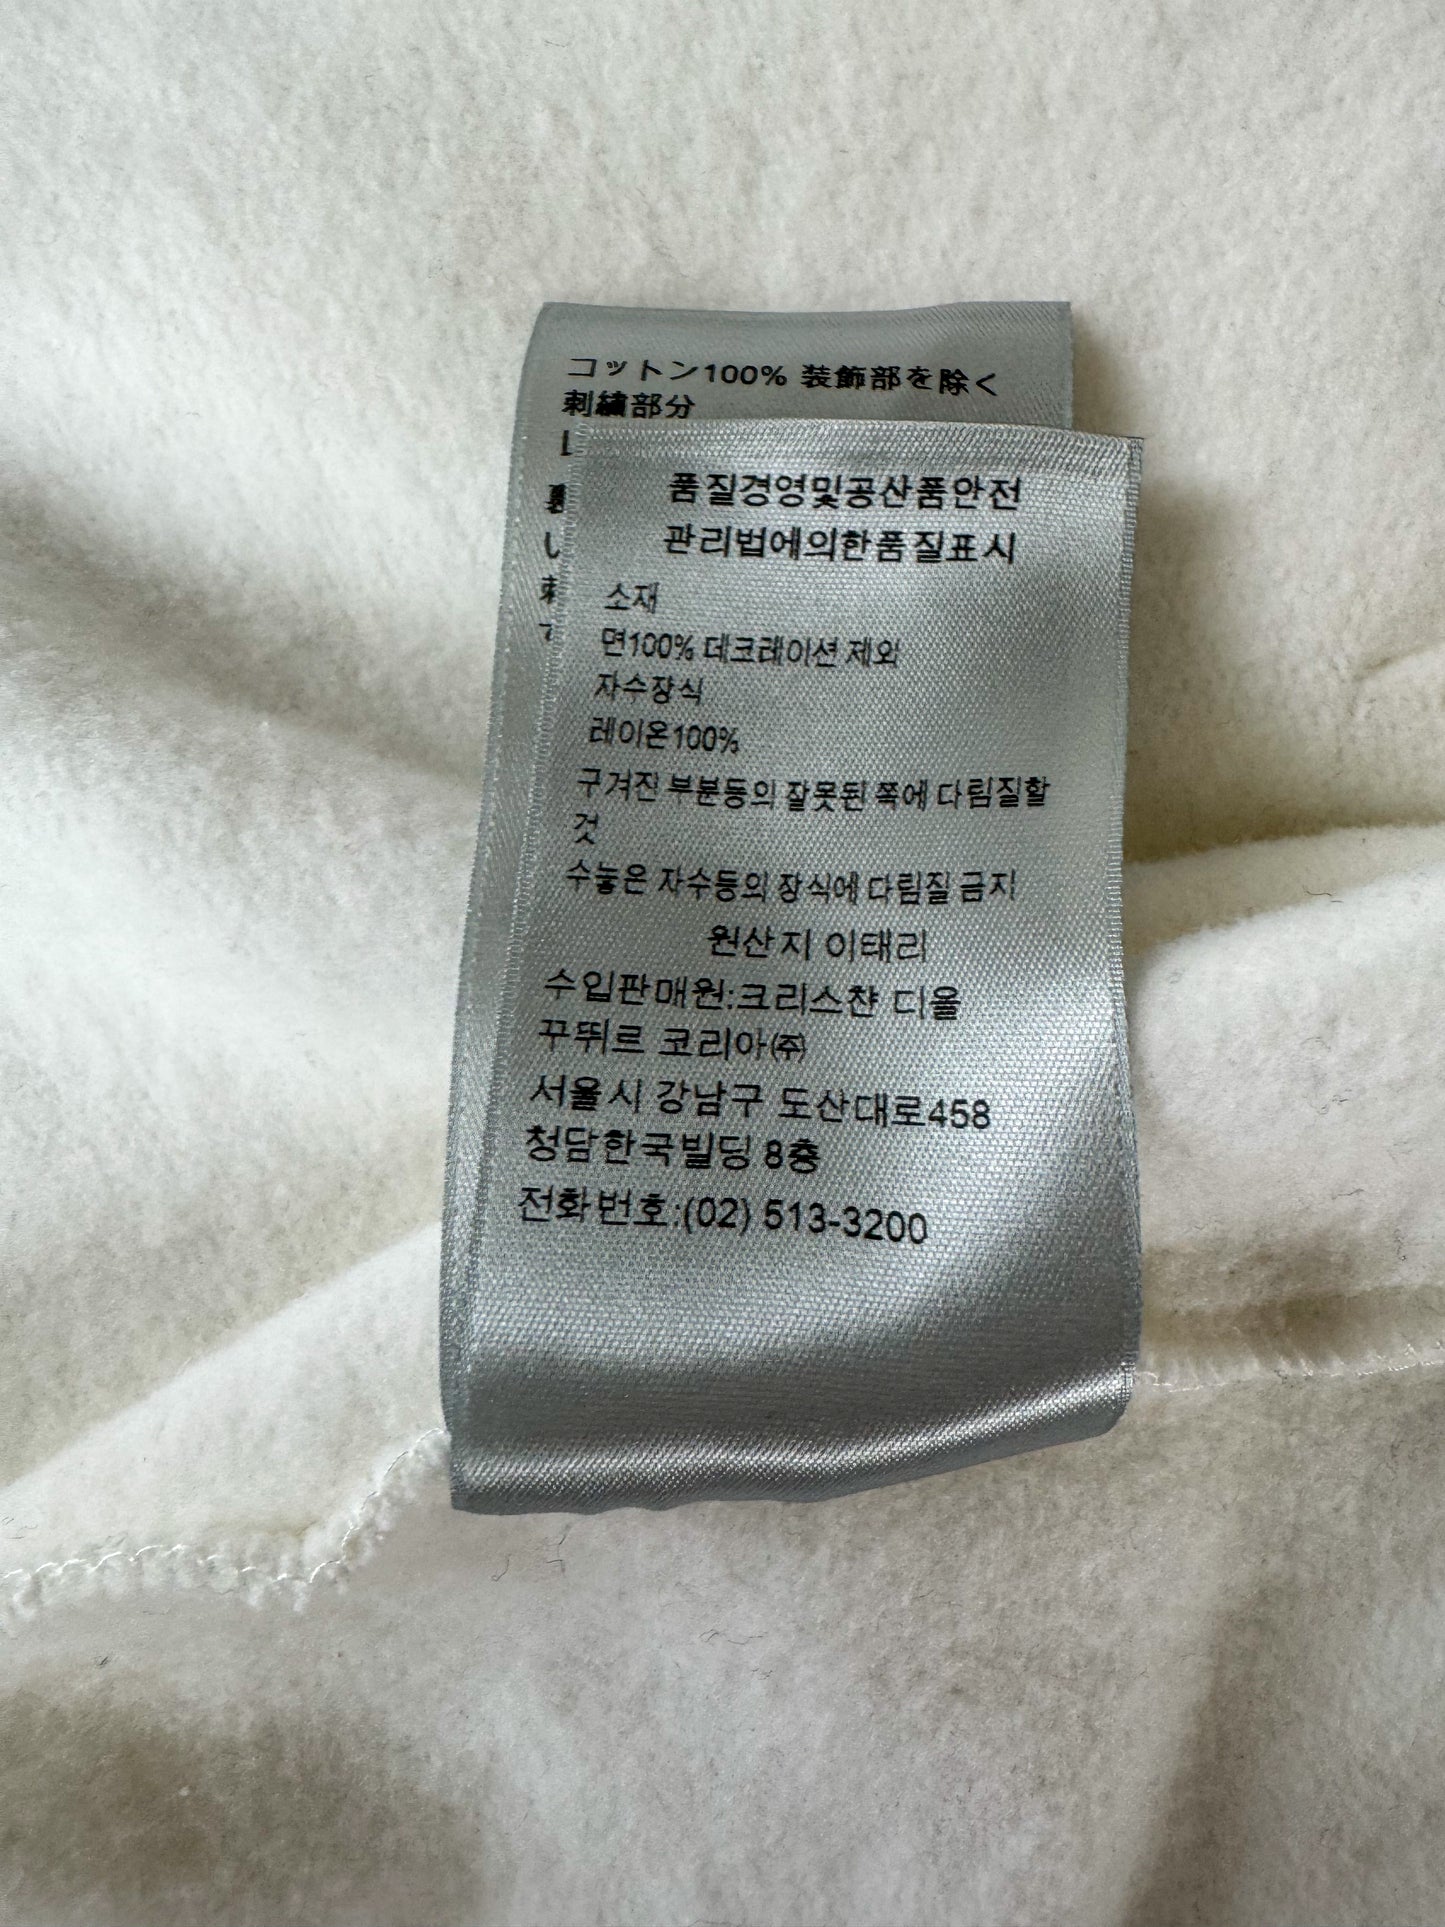 コットン100% 装飾部を除く
刺繍部分
품질경영및공산품안전
관리법에의한품질표시
소재
면100% 데코레이션 제외
자수장식
레이온100%
구겨진 부분등의 잘못된 쪽에 다림질할
것
수놓은 자수등의 장식에 다림질 금지
원산지 이태리
수입판매원:크리스챤 디올
꾸뛰르 코리아㈜
서울시 강남구 도산대로458
청담한국빌딩 8층
전화번호:(02) 513-3200